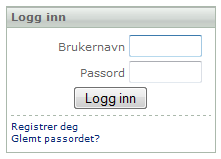 Logg inn
Brukernavn
Passord
Logg inn
Registrer deg
Glemt passordet?